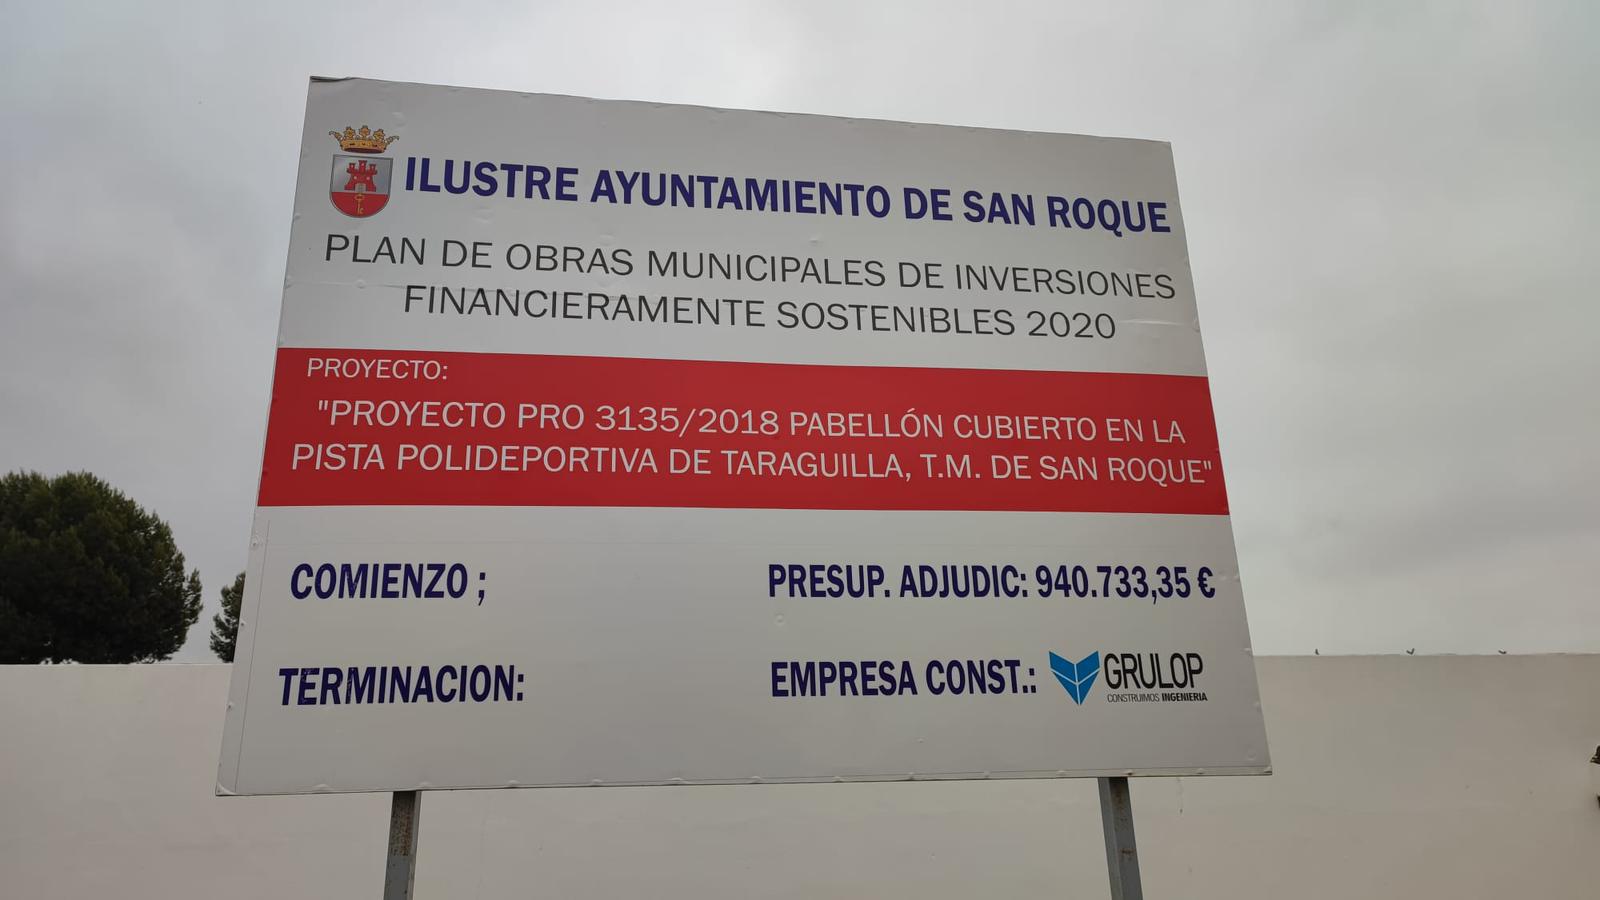 ILUSTRE AYUNTAMIENTO DE SAN ROQUE
PLAN DE OBRAS MUNICIPALES DE INVERSIONES
FINANCIERAMENTE SOSTENIBLES 2020
PROYECTO:
"PROYECTO PRO 3135/2018 PABELLÓN CUBIERTO EN LA
PISTA POLIDEPORTIVA DE TARAGUILLA, T.M. DE SAN ROQUE"
COMIENZO ;
PRESUP. ADJUDIC: 940.733,35 €
TERMINACION:
EMPRESA CONST.: GRULOP
CONSTRUIMOS INGENIERIA